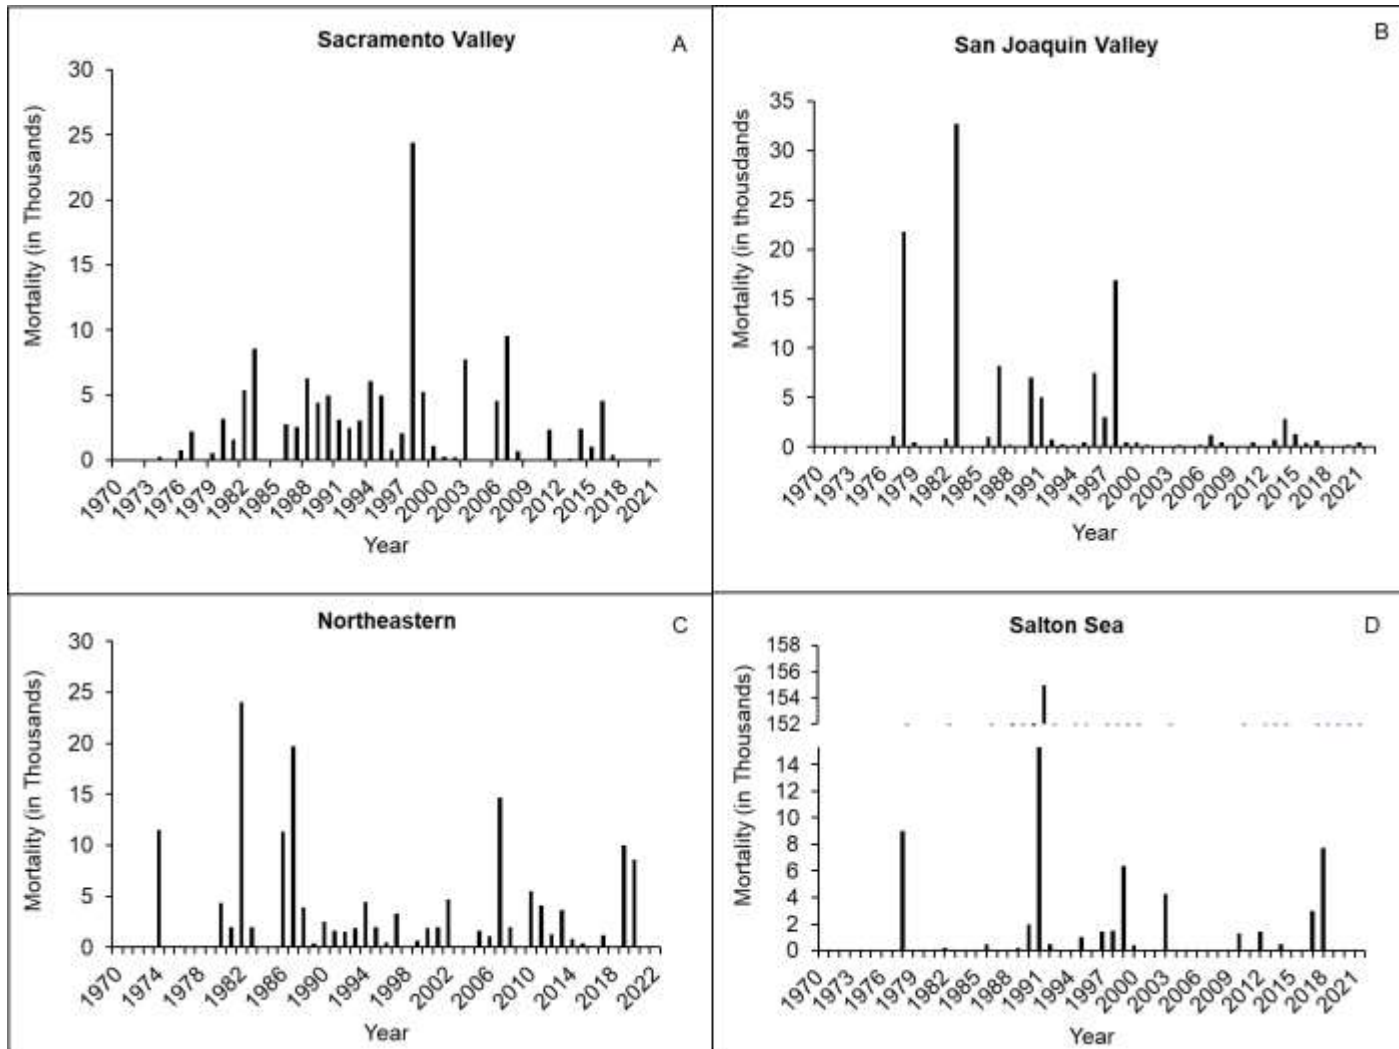 Sacramento Valley
A
Mortality (in Thousands)
30
25
20
15
10
5
0
1970 1973 1976 1979 1982 1985 1988 1991 1994 1997 2000 2003 2006 2009 2012 2015 2018 2021
Year
San Joaquin Valley
B
Mortality (in thousdands)
35
30
25
20
15
10
5
0
1970 1973 1976 1979 1982 1985 1988 1991 1994 1997 2000 2003 2006 2009 2012 2015 2018 2021
Year
Northeastern
C
Mortality (in Thousands)
30
25
20
15
10
5
0
1970 1974 1978 1982 1986 1990 1994 1998 2002 2006 2010 2014 2018 2022
Year
Salton Sea
D
Mortality (in Thousands)
158
156
154
152
14
12
10
8
6
4
2
0
1970 1973 1976 1979 1982 1985 1988 1991 1994 1997 2000 2003 2006 2009 2012 2015 2018 2021
Year